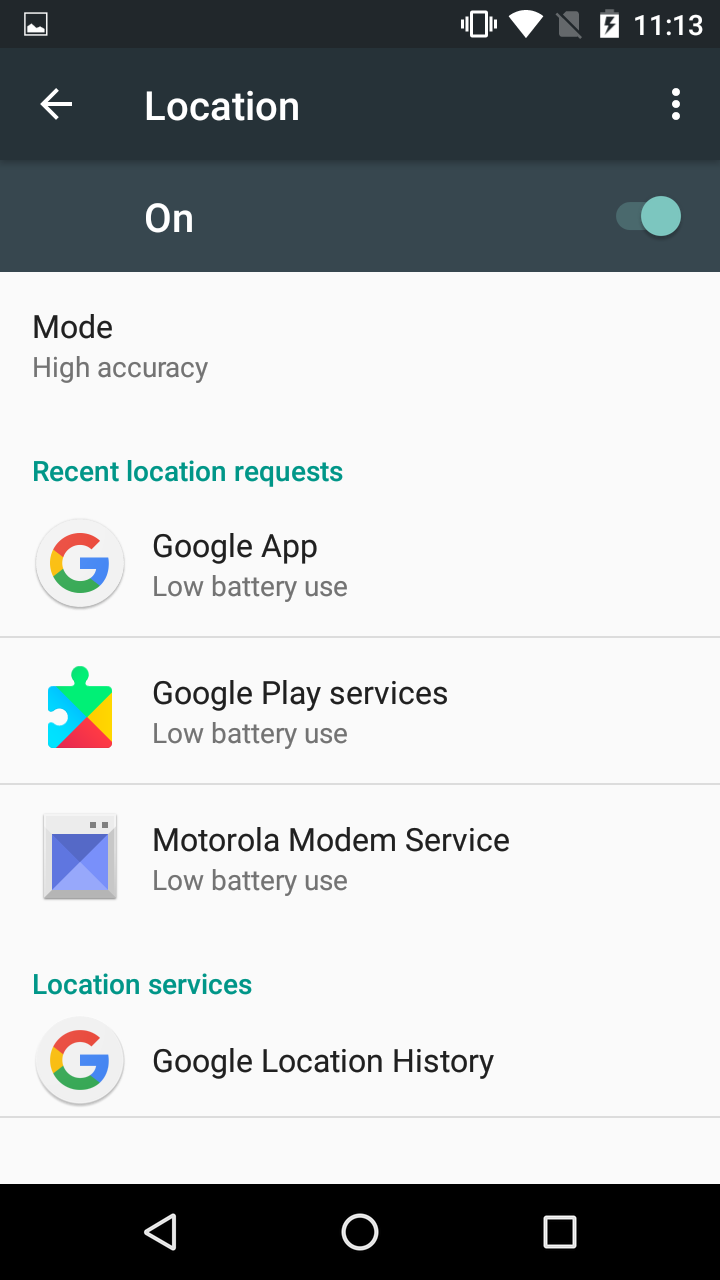 11:13
Location
On
Mode
High accuracy
Recent location requests
Google App
Low battery use
Google Play services
Low battery use
Motorola Modem Service
Low battery use
Location services
Google Location History